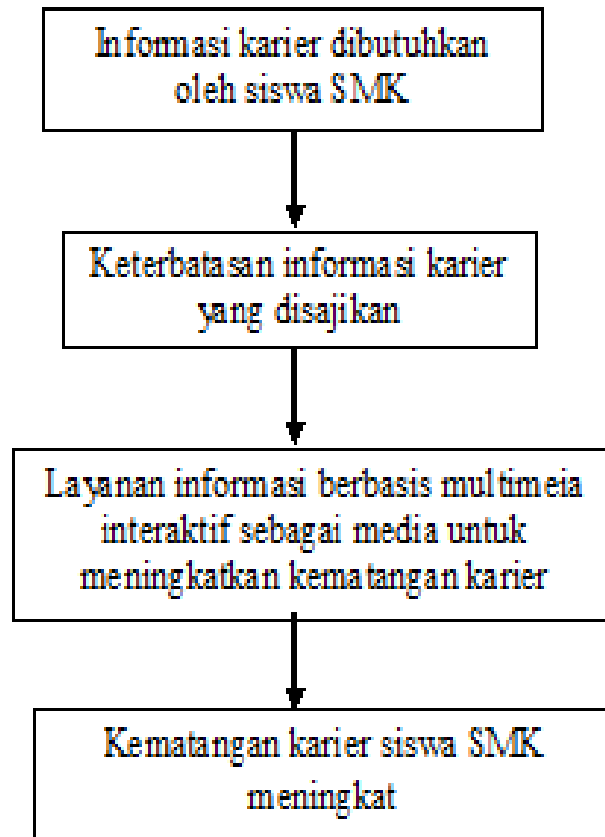 Informasi karier dibutuhkan
oleh siswa SMK
Keterbatasan informasi karier
yang disajikan
Layanan informasi berbasis multimeia
interaktif sebagai media untuk
meningkatkan kematangan karier
Kematangan karier siswa SMK
meningkat